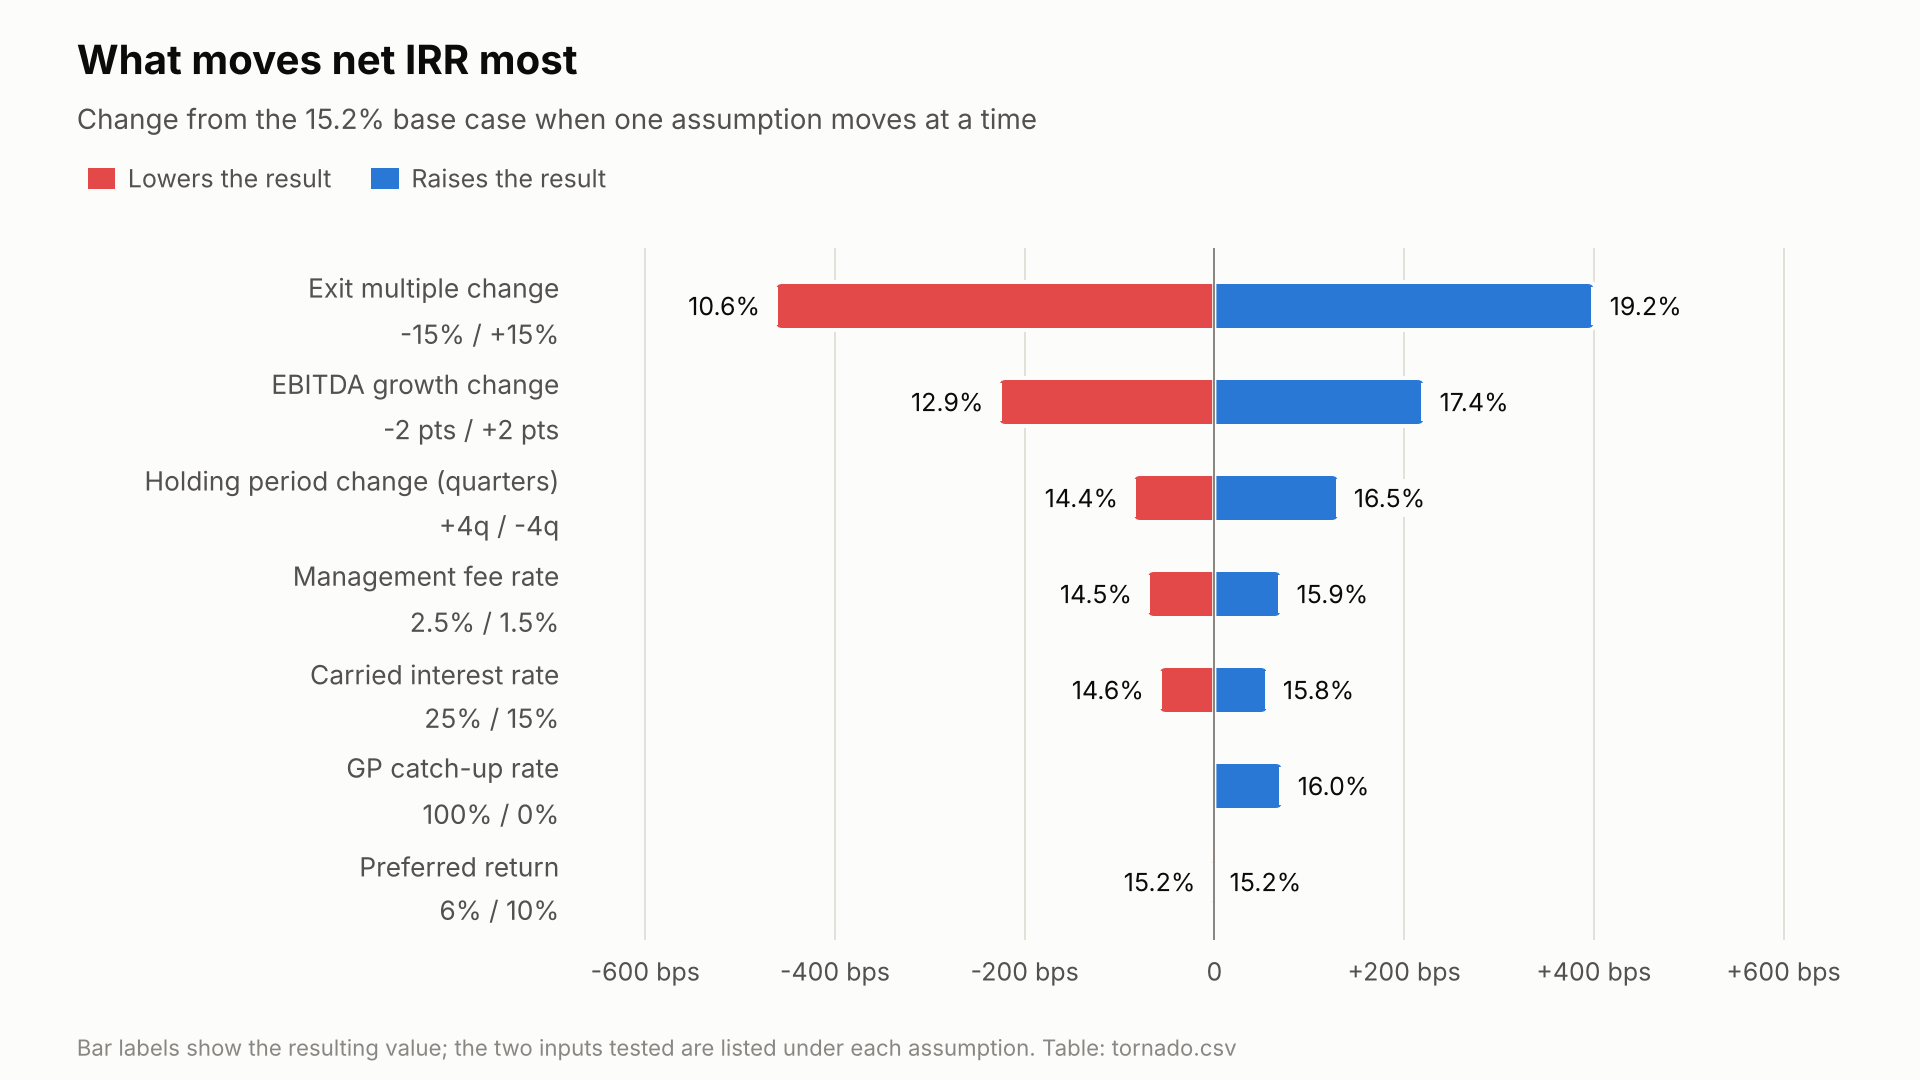 What moves net IRR most
Change from the 15.2% base case when one assumption moves at a time
Lowers the result
Raises the result
Exit multiple change
-15% / +15%
10.6%
19.2%
EBITDA growth change
-2 pts / +2 pts
12.9%
17.4%
Holding period change (quarters)
+4q / -4q
14.4%
16.5%
Management fee rate
2.5% / 1.5%
14.5%
15.9%
Carried interest rate
25% / 15%
14.6%
15.8%
GP catch-up rate
100% / 0%
16.0%
Preferred return
6% / 10%
15.2%
15.2%
-600 bps
-400 bps
-200 bps
0
+200 bps
+400 bps
+600 bps
Bar labels show the resulting value; the two inputs tested are listed under each assumption. Table: tornado.csv